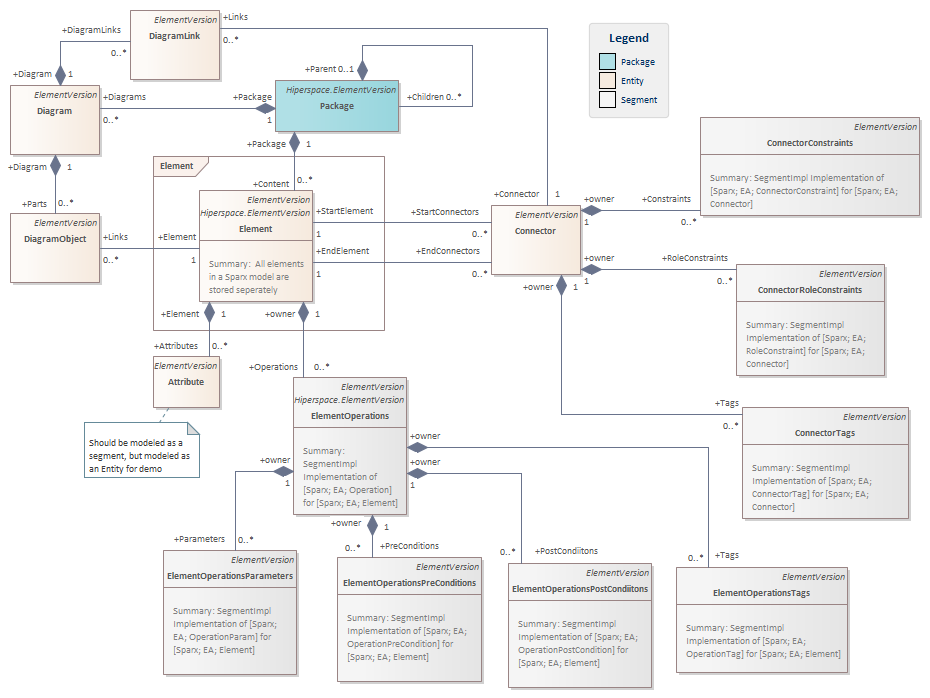 ElementVersion
DiagramLink
+Links
0..*
+DiagramLinks
0..*
+Diagram
1
ElementVersion
Diagram
+Diagrams
0..*
+Package
1
Hiperspace.ElementVersion
Package
+Parent 0..1
+Children 0..*
Legend
Package
Entity
Segment
+Diagram
1
+Parts
0..*
ElementVersion
DiagramObject
+Links
0..*
+Element
1
+Package
1
Element
+Content
0..*
ElementVersion
Hiperspace.ElementVersion
Element
Summary: All elements
in a Sparx model are
stored seperately
+StartElement
1
+StartConnectors
0..*
+EndElement
1
+EndConnectors
0..*
+Connector
1
ElementVersion
Connector
+owner
1
+Constraints
0..*
ElementVersion
ConnectorConstraints
Summary: SegmentImpl Implementation of
[Sparx; EA; ConnectorConstraint] for [Sparx; EA;
Connector]
+owner
1
+RoleConstraints
0..*
ElementVersion
ConnectorRoleConstraints
Summary: SegmentImpl
Implementation of [Sparx; EA;
RoleConstraint] for [Sparx; EA;
Connector]
+owner
1
+Tags
0..*
ElementVersion
ConnectorTags
Summary: SegmentImpl
Implementation of [Sparx; EA;
ConnectorTag] for [Sparx; EA;
Connector]
+Element
1
+Attributes
0..*
ElementVersion
Attribute
Should be modeled as a
segment, but modeled as
an Entity for demo
+owner
1
+Operations
0..*
ElementVersion
Hiperspace.ElementVersion
ElementOperations
Summary:
SegmentImpl
Implementation of
[Sparx; EA; Operation]
for [Sparx; EA; Element]
+owner
1
+Parameters
0..*
ElementVersion
ElementOperationsParameters
Summary: SegmentImpl
Implementation of [Sparx;
EA; OperationParam] for
[Sparx; EA; Element]
+owner
1
0..*
+PreConditions
ElementVersion
ElementOperationsPreConditions
Summary: SegmentImpl
Implementation of [Sparx; EA;
OperationPreCondition] for
[Sparx; EA; Element]
+owner
1
0..*
+PostCondiitons
ElementVersion
ElementOperationsPostCondiitons
Summary: SegmentImpl
Implementation of [Sparx; EA;
OperationPostCondition] for
[Sparx; EA; Element]
+owner
0..*
+Tags
ElementVersion
ElementOperationsTags
Summary: SegmentImpl
Implementation of [Sparx; EA;
OperationTag] for [Sparx; EA; Element]